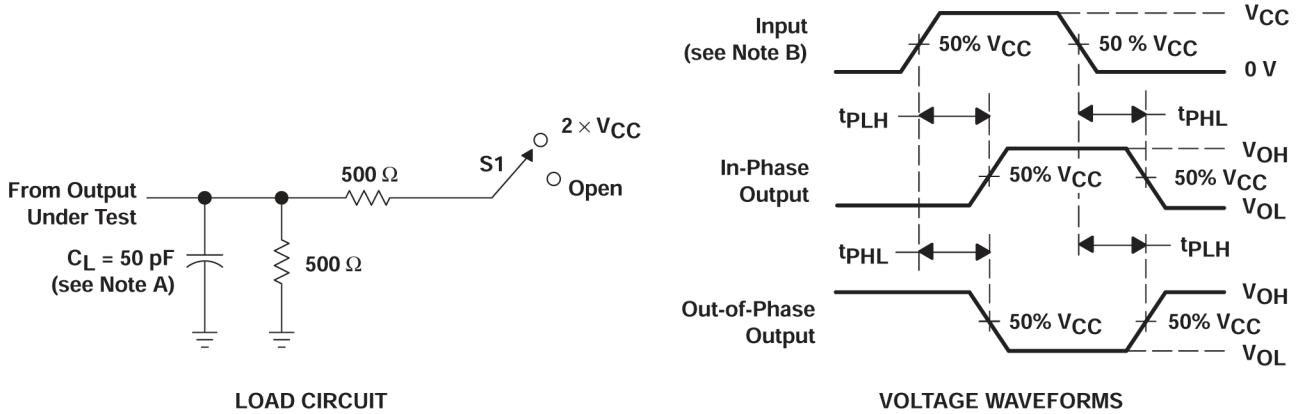 From Output
Under Test
CL = 50 pF
(see Note A)
500 Ω
500 Ω
S1
2 × VCC
Open
LOAD CIRCUIT
Input
(see Note B)
50% VCC
50 % VCC
VCC
0 V
tPLH
tPHL
In-Phase
Output
50% VCC
50% VCC
VOH
VOL
tPHL
tPLH
Out-of-Phase
Output
50% VCC
50% VCC
VOH
VOL
VOLTAGE WAVEFORMS